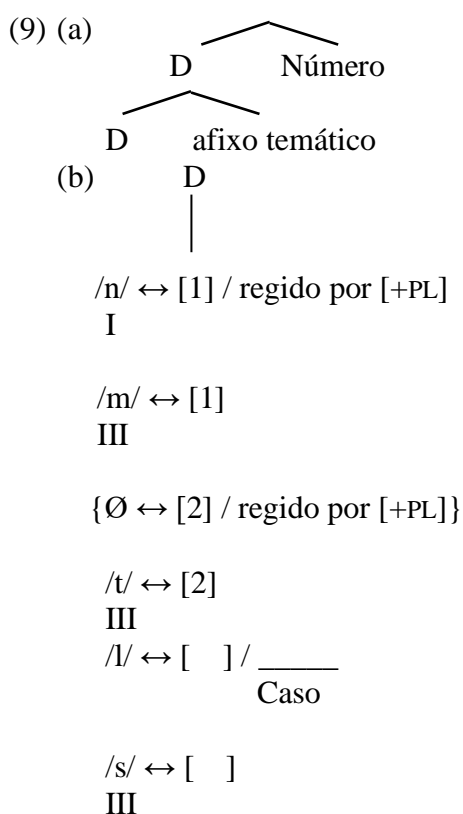 (9) (a)
D Número
D afixo temático
(b) D
/n/ ↔ [1] / regido por [+PL]
I
/m/ ↔ [1]
III
{Ø ↔ [2] / regido por [+PL]}
/t/ ↔ [2]
III
/l/ ↔ [ ] / _____
Caso
/s/ ↔ [ ]
III